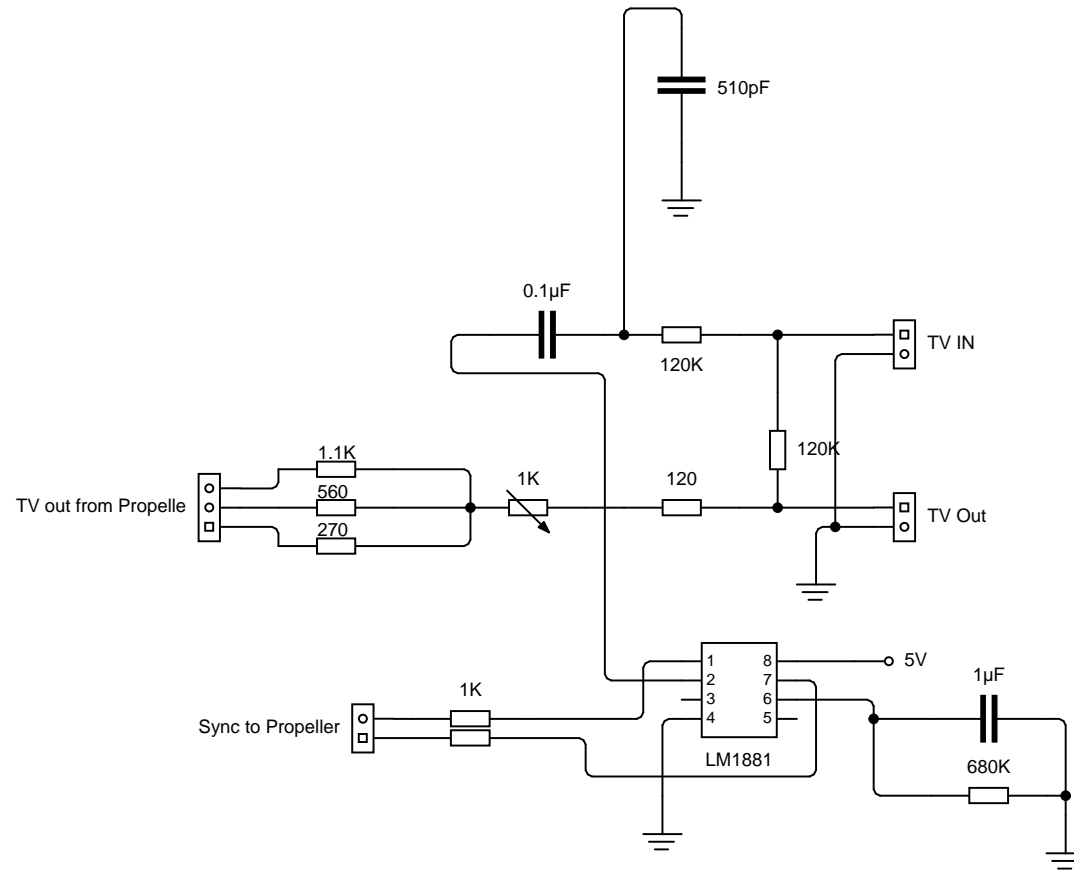 510pF
0.1µF
TV IN
120K
120K
1.1K
1K
120
TV out from Propelle
560
TV Out
270
1
8
5V
2
7
1K
3
6
1µF
Sync to Propeller
4
5
LM1881
680K